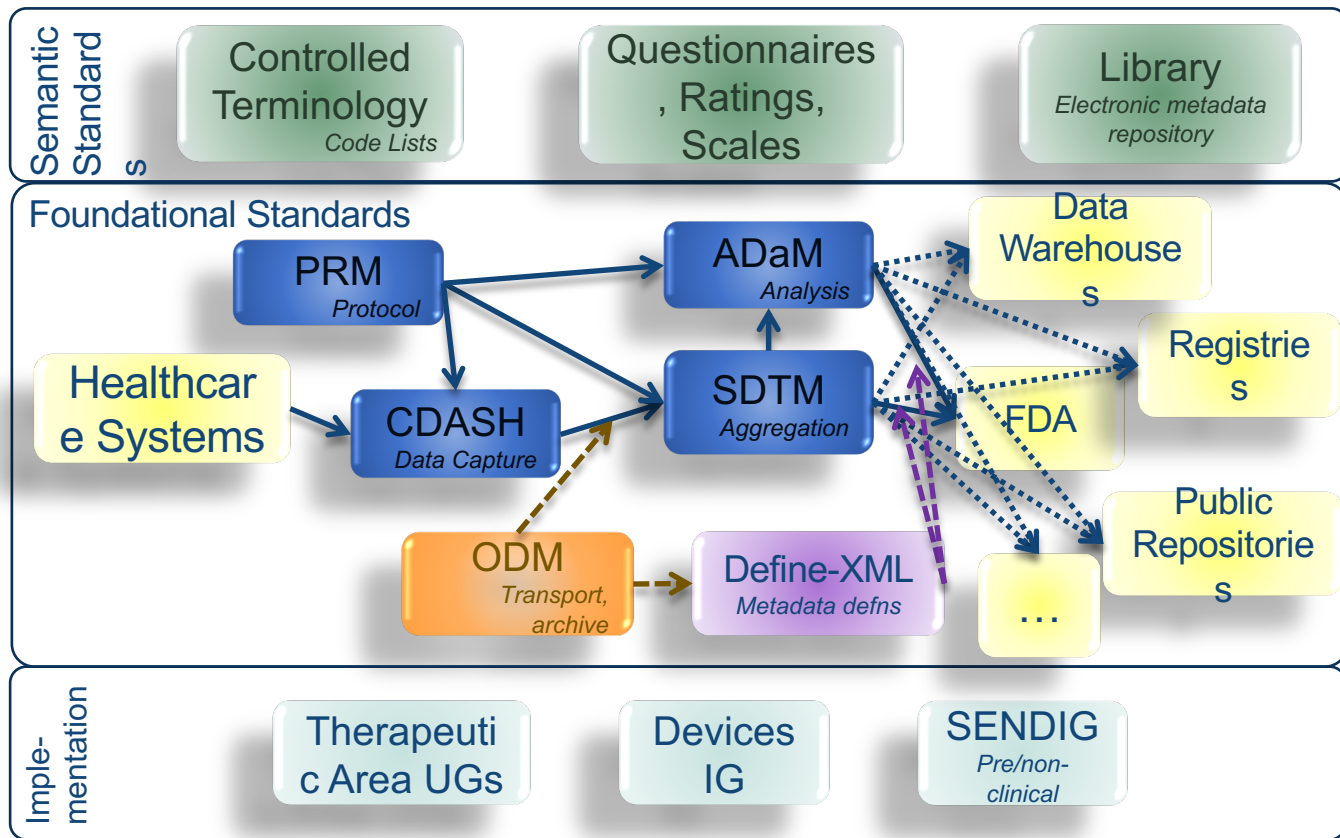 Semantic
Standard
s
Controlled
Terminology
Code Lists
Questionnaires
, Ratings,
Scales
Library
Electronic metadata
repository
Foundational Standards
PRM
Protocol
ADaM
Analysis
Data
Warehouse
s
Healthcar
e Systems
CDASH
Data Capture
SDTM
Aggregation
Registrie
s
FDA
ODM
Transport,
archive
Define-XML
Metadata defns
...
Public
Repositorie
s
Imple-
mentation
Therapeuti
c Area UGs
Devices
IG
SENDIG
Pre/non-
clinical